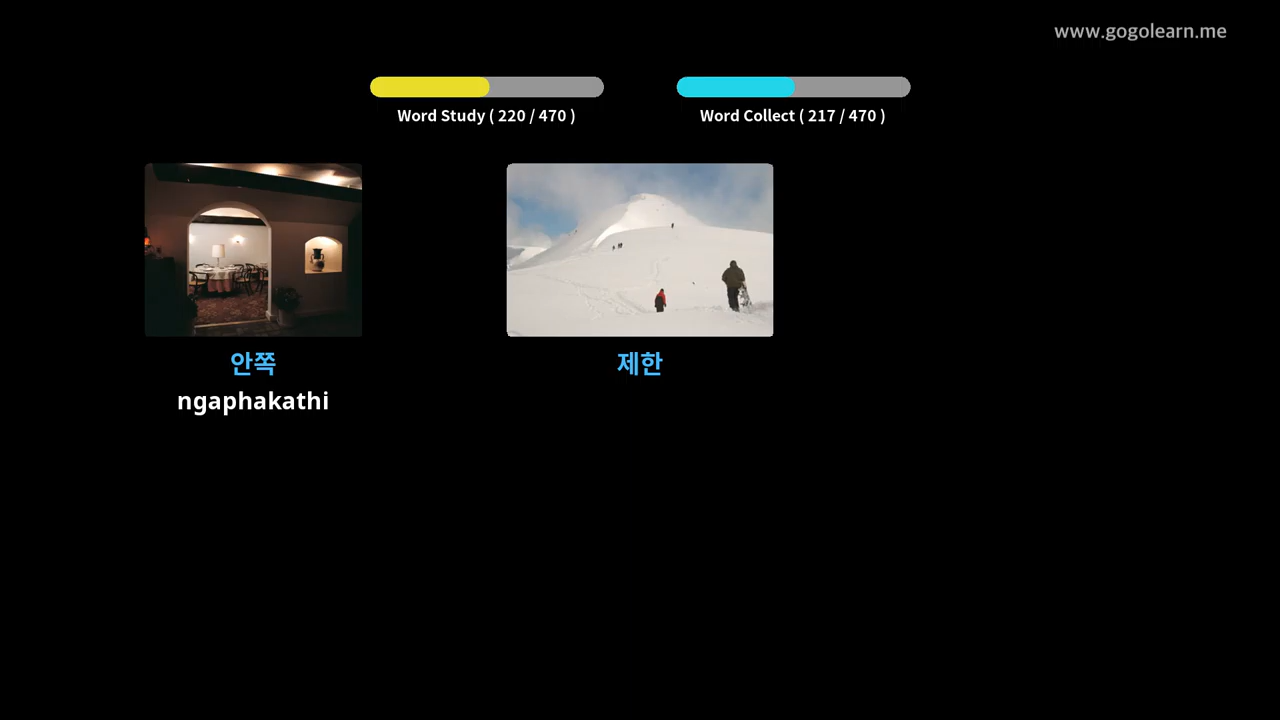 www.gogolearn.me
Word Study ( 220 / 470 )
Word Collect ( 217 / 470 )
안쪽
제한
ngaphakathi